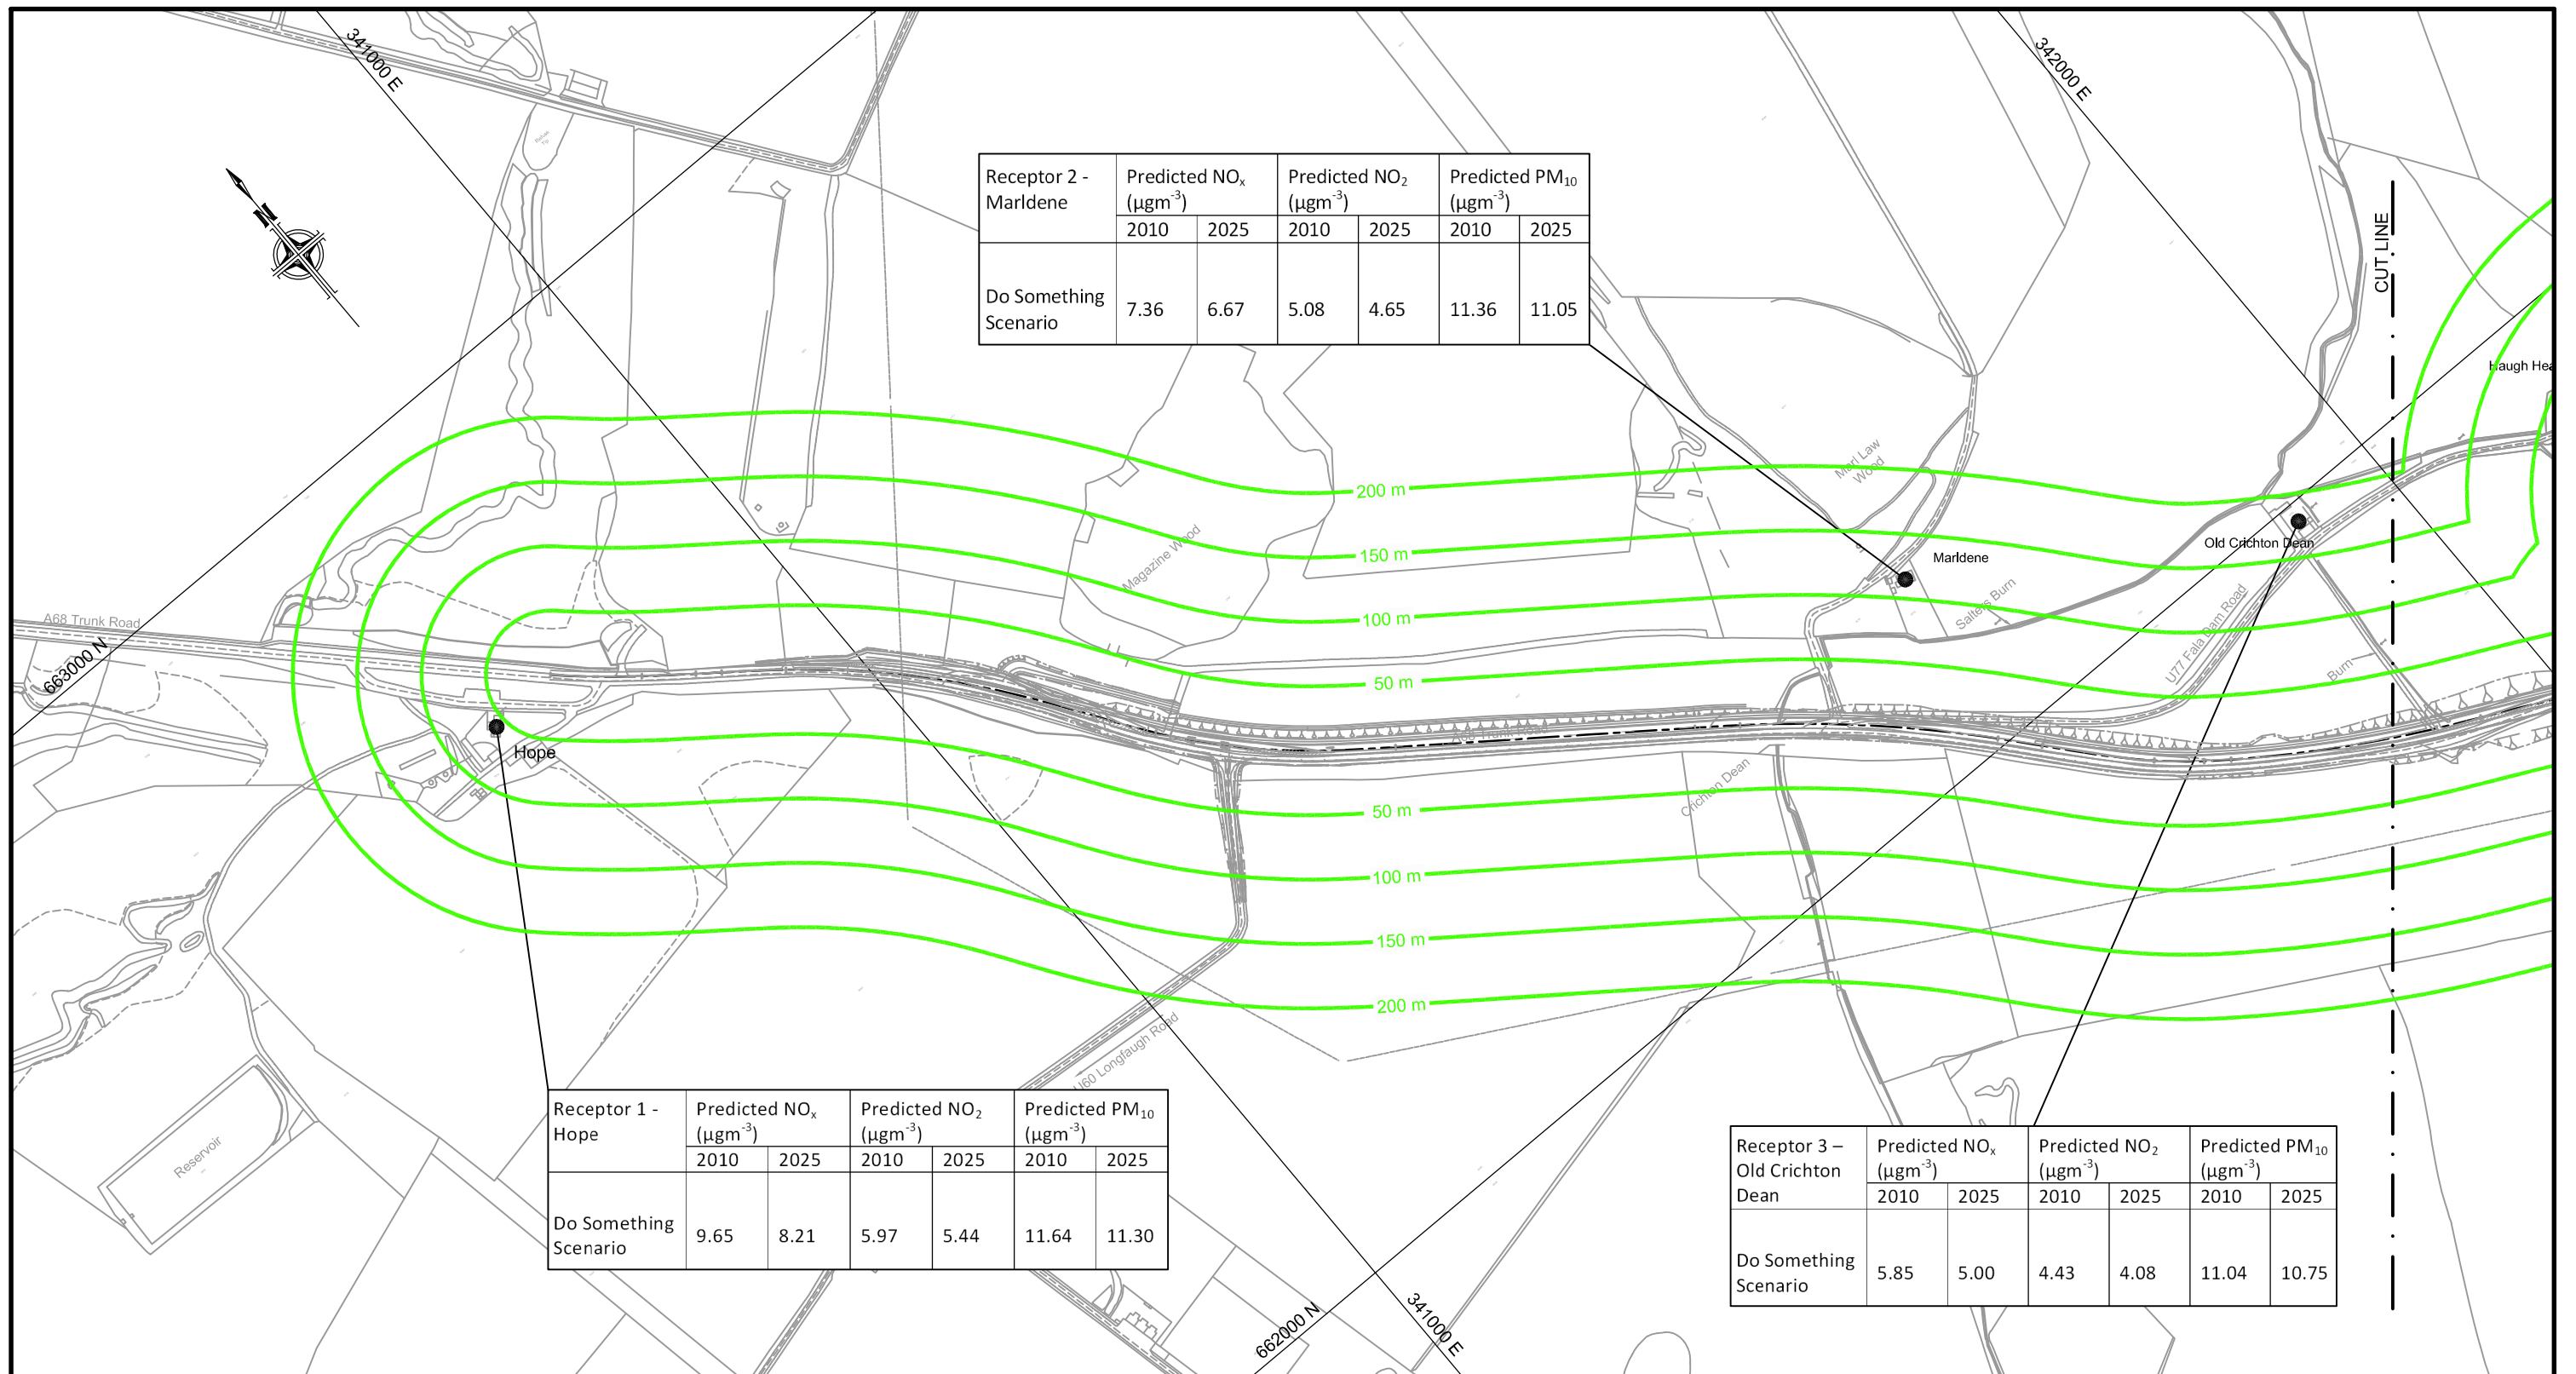 341000 E
342000 E
N
Receptor 2 -
Marldene
Predicted NOₓ
(µgm⁻³)
Predicted NO₂
(µgm⁻³)
Predicted PM₁₀
(µgm⁻³)
2010 2025 2010 2025 2010 2025
Do Something
Scenario
7.36 6.67 5.08 4.65 11.36 11.05
CUT LINE
Haugh Hea
Marl Law
Wood
200 m
150 m
Magazine Wood
Old Crichton Dean
Marldene
Salters Burn
100 m
A68 Trunk Road
663000 N
U77 Fala Dam Road
Burn
50 m
A68 Trunk
Hope
Crichton Dean
50 m
100 m
150 m
200 m
U60 Longfaugh Road
Reservoir
Receptor 1 -
Hope
Predicted NOₓ
(µgm⁻³)
Predicted NO₂
(µgm⁻³)
Predicted PM₁₀
(µgm⁻³)
2010 2025 2010 2025 2010 2025
Do Something
Scenario
9.65 8.21 5.97 5.44 11.64 11.30
Receptor 3 –
Old Crichton
Dean
Predicted NOₓ
(µgm⁻³)
Predicted NO₂
(µgm⁻³)
Predicted PM₁₀
(µgm⁻³)
2010 2025 2010 2025 2010 2025
Do Something
Scenario
5.85 5.00 4.43 4.08 11.04 10.75
662000 N
341000 E